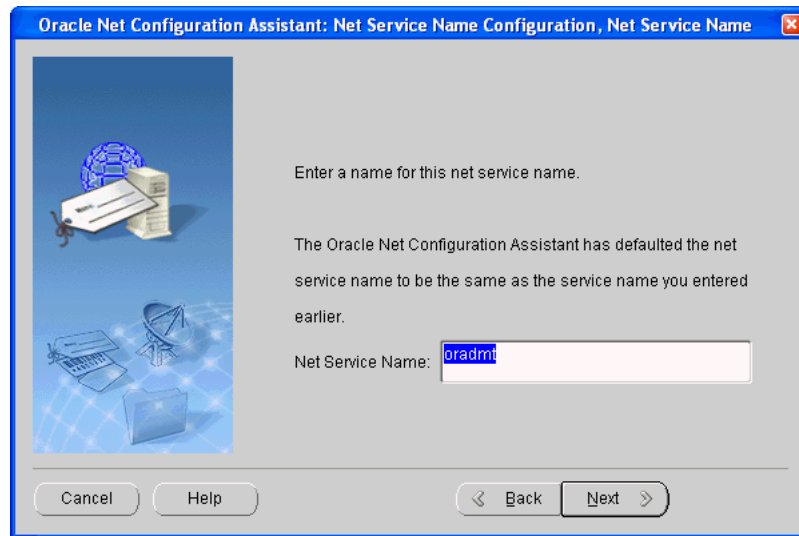 Oracle Net Configuration Assistant: Net Service Name Configuration, Net Service Name
Enter a name for this net service name.
The Oracle Net Configuration Assistant has defaulted the net
service name to be the same as the service name you entered
earlier.
Net Service Name: oradmt
Cancel Help Back Next